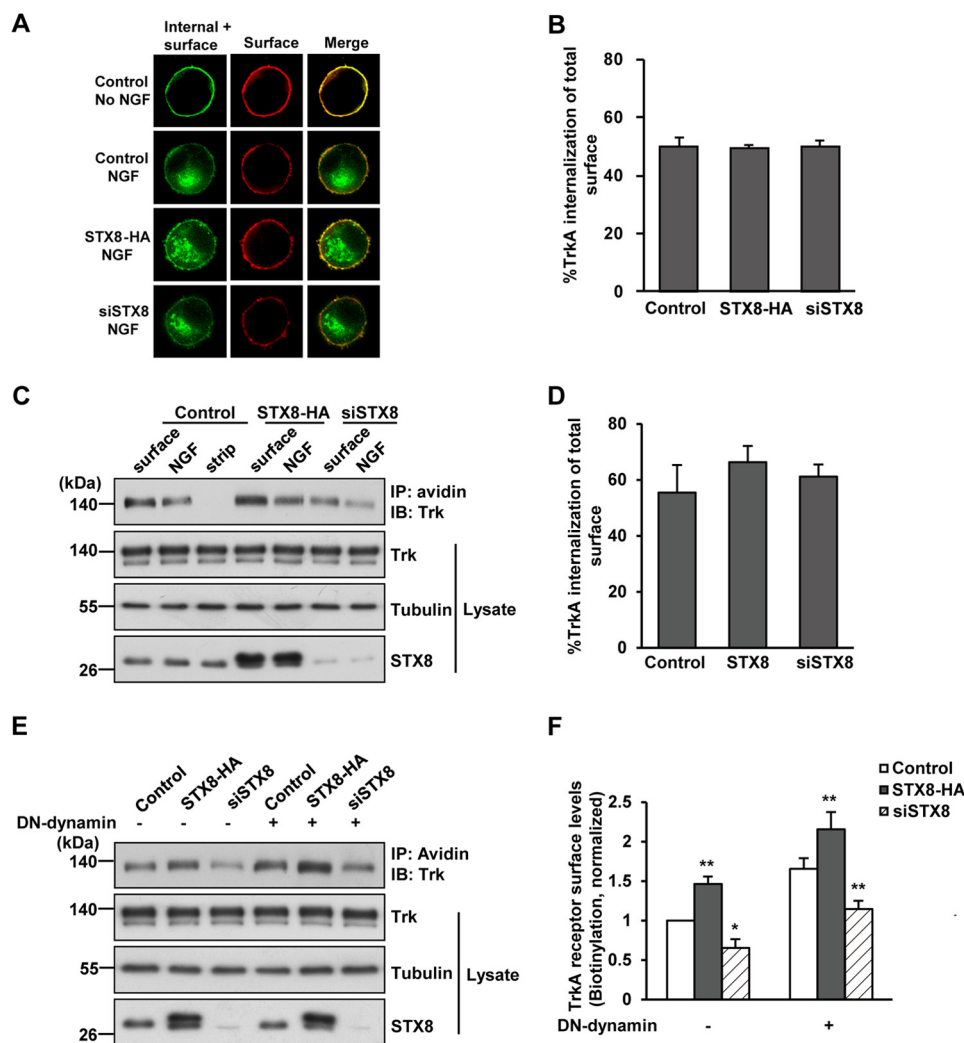 A
Internal +
surface
Surface
Merge
Control
No NGF
Control
NGF
STX8-HA
NGF
siSTX8
NGF
B
%TrkA internalization of total
surface
80
60
40
20
0
Control
STX8-HA
siSTX8
C
Control
STX8-HA
siSTX8
surface
NGF
strip
surface
NGF
surface
NGF
(kDa)
140
IP: avidin
IB: Trk
140
Trk
55
Tubulin
Lysate
26
STX8
D
%TrkA internalization of total
surface
80
60
40
20
0
Control
STX8
siSTX8
E
Control
STX8-HA
siSTX8
Control
STX8-HA
siSTX8
DN-dynamin - - - + + +
(kDa)
140
IP: Avidin
IB: Trk
140
Trk
55
Tubulin
Lysate
26
STX8
F
Control
STX8-HA
siSTX8
TrkA receptor surface levels
(Biotinylation, normalized)
2.5
2
1.5
1
0.5
0
**
*
**
**
DN-dynamin - +